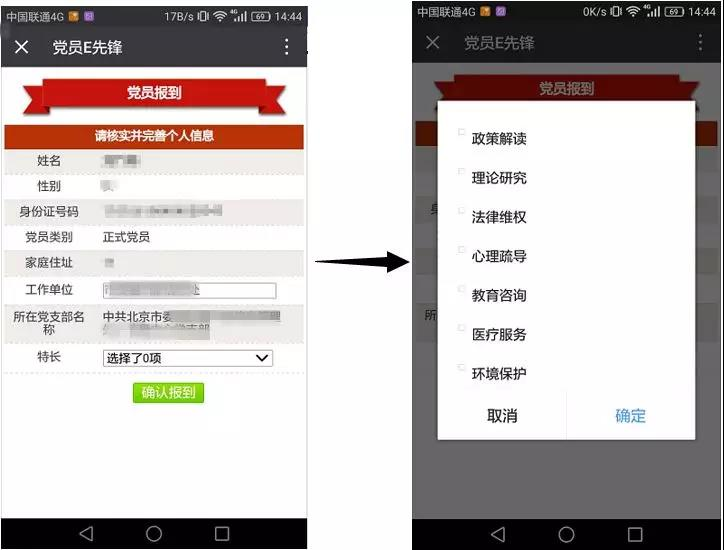 中国联通4G
17B/s
4G
69
14:44
党员E先锋
党员报到
请核实并完善个人信息
姓名
性别
身份证号码
党员类别 正式党员
家庭住址
工作单位
所在党支部名称 中共北京市委
特长 选择了0项
确认报到
中国联通4G
0K/s
4G
69
14:44
党员E先锋
党员报到
政策解读
理论研究
法律维权
心理疏导
教育咨询
医疗服务
环境保护
取消 确定